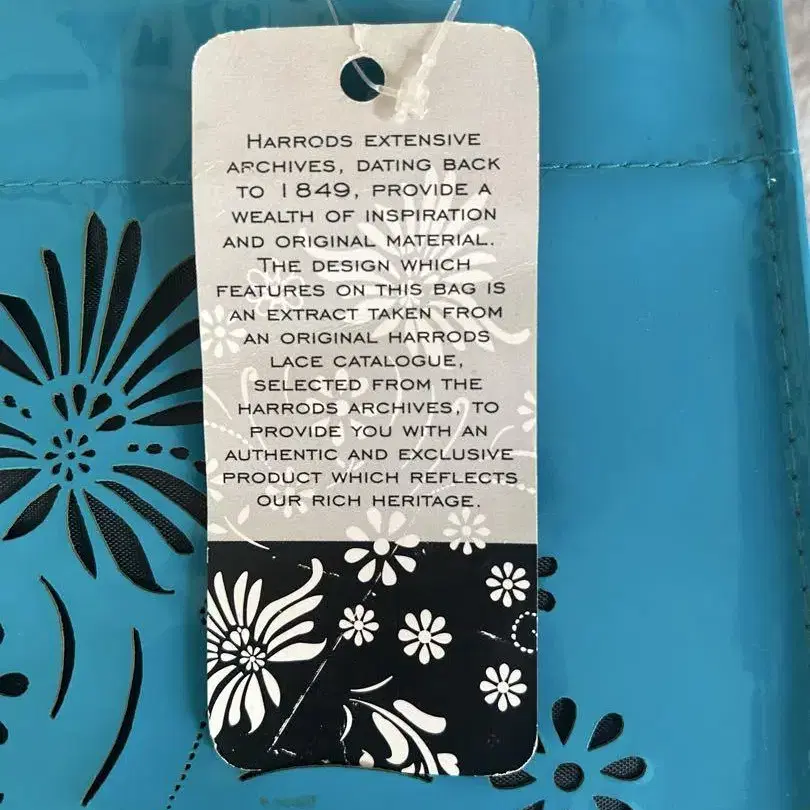 HARRODS EXTENSIVE
ARCHIVES, DATING BACK
TO 1849, PROVIDE A
WEALTH OF INSPIRATION
AND ORIGINAL MATERIAL.
THE DESIGN WHICH
FEATURES ON THIS BAG IS
AN EXTRACT TAKEN FROM
AN ORIGINAL HARRODS
LACE CATALOGUE,
SELECTED FROM THE
HARRODS ARCHIVES, TO
PROVIDE YOU WITH AN
AUTHENTIC AND EXCLUSIVE
PRODUCT WHICH REFLECTS
OUR RICH HERITAGE.